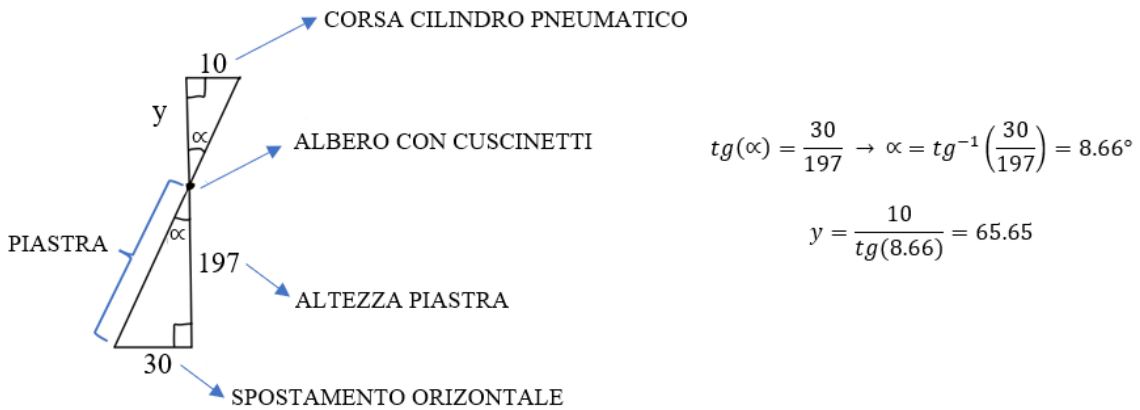 CORSA CILINDRO PNEUMATICO
10
y
∝
ALBERO CON CUSCINETTI
tg(∝) = 30/197 → ∝ = tg⁻¹(30/197) = 8.66°
y = 10/tg(8.66) = 65.65
PIASTRA
∝
197
ALTEZZA PIASTRA
30
SPOSTAMENTO ORIZONTALE